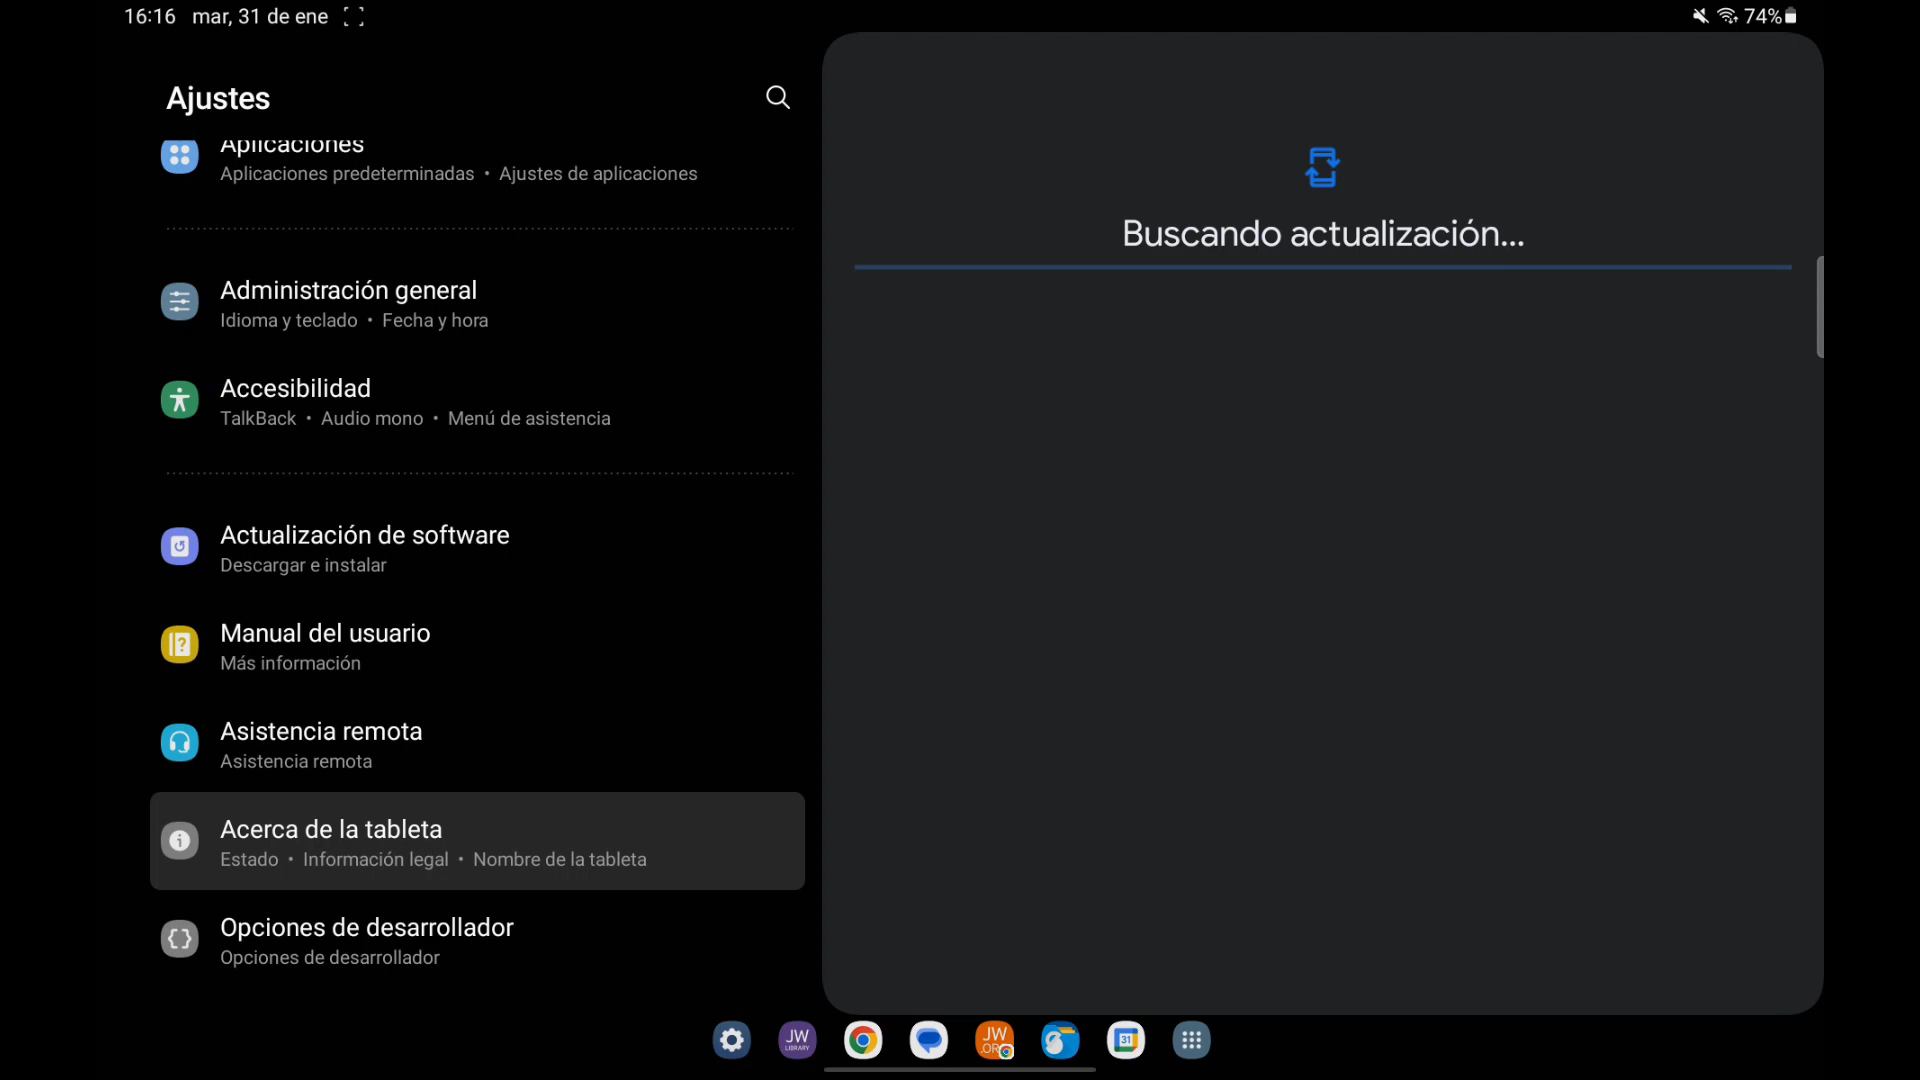 16:16 mar, 31 de ene
74%
Ajustes
Aplicaciones
Aplicaciones predeterminadas • Ajustes de aplicaciones
Administración general
Idioma y teclado • Fecha y hora
Accesibilidad
TalkBack • Audio mono • Menú de asistencia
Actualización de software
Descargar e instalar
Manual del usuario
Más información
Asistencia remota
Asistencia remota
Acerca de la tableta
Estado • Información legal • Nombre de la tableta
Opciones de desarrollador
Opciones de desarrollador
Buscando actualización...
JW
LIBRARY
JW
.OR
31